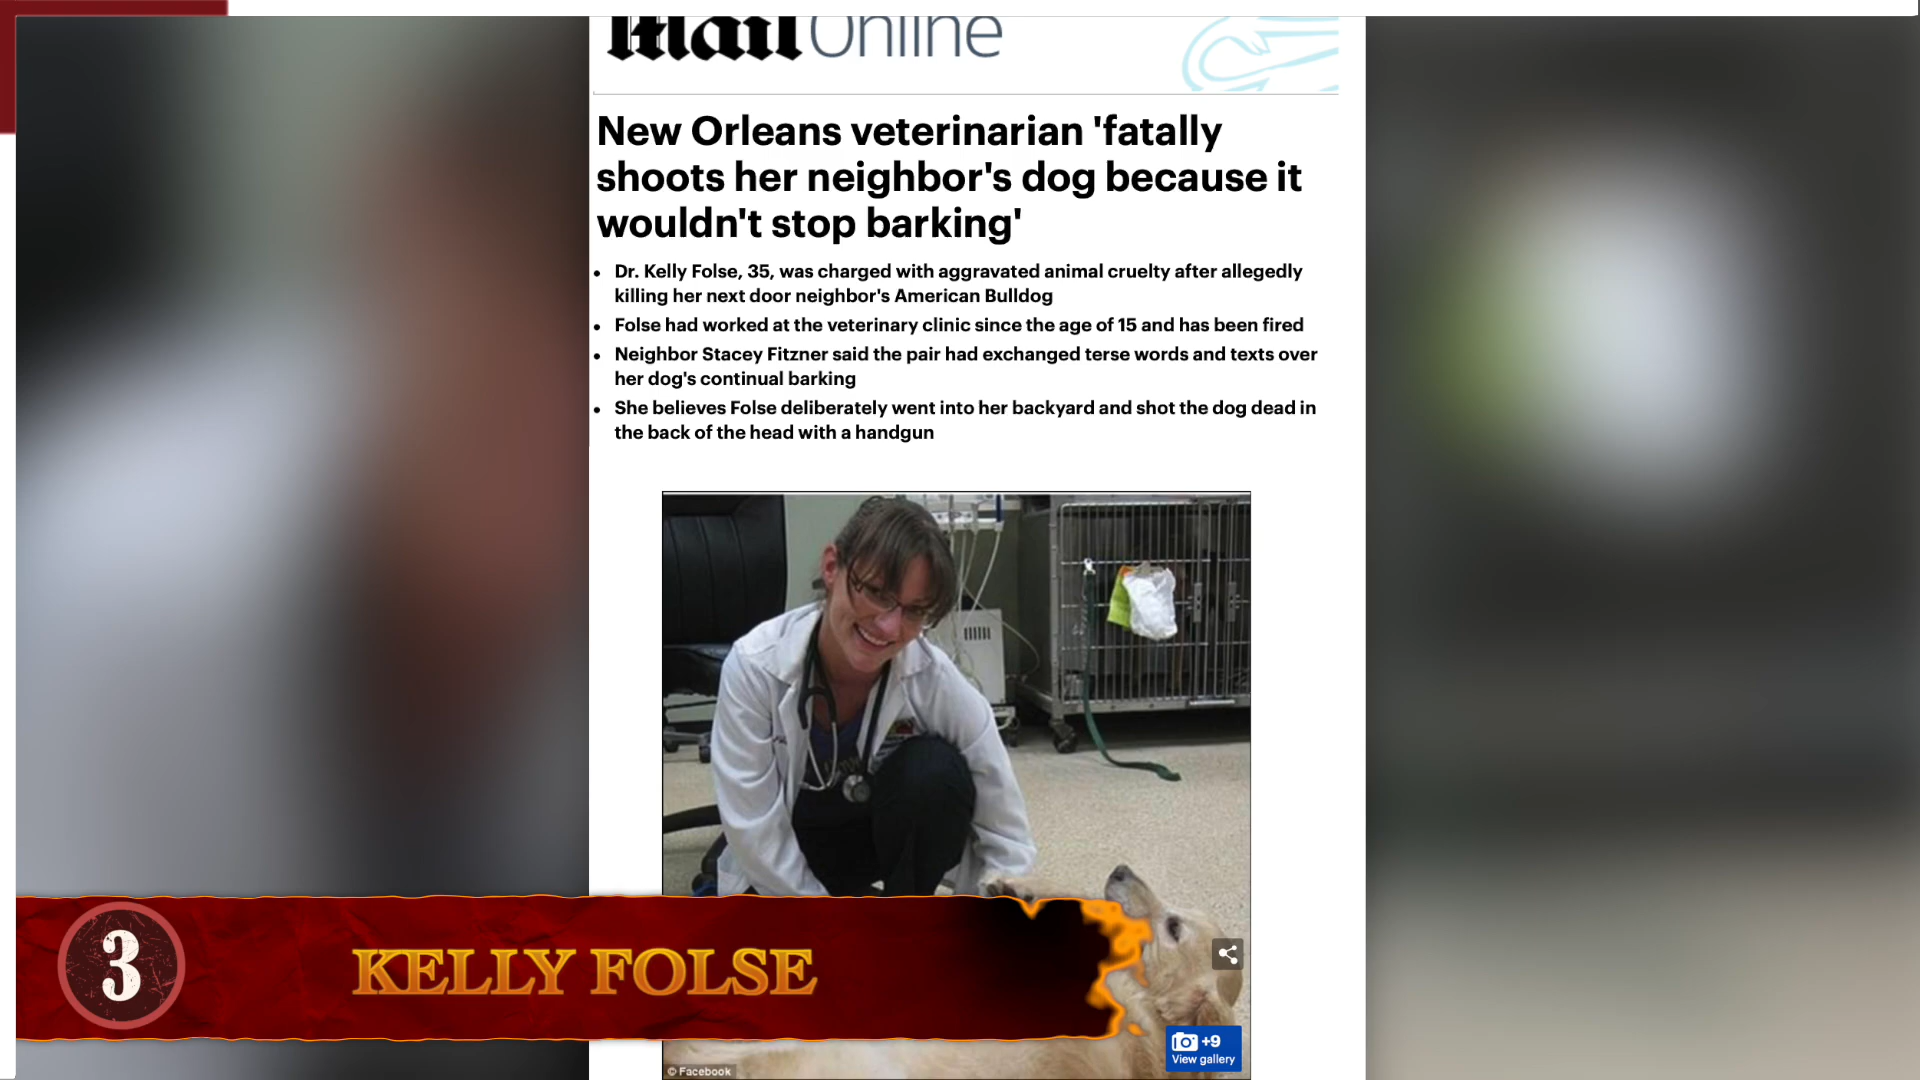 Mail Online
New Orleans veterinarian 'fatally
shoots her neighbor's dog because it
wouldn't stop barking'
• Dr. Kelly Folse, 35, was charged with aggravated animal cruelty after allegedly
killing her next door neighbor's American Bulldog
• Folse had worked at the veterinary clinic since the age of 15 and has been fired
• Neighbor Stacey Fitzner said the pair had exchanged terse words and texts over
her dog's continual barking
• She believes Folse deliberately went into her backyard and shot the dog dead in
the back of the head with a handgun
3
KELLY FOLSE
+9
View gallery
© Facebook